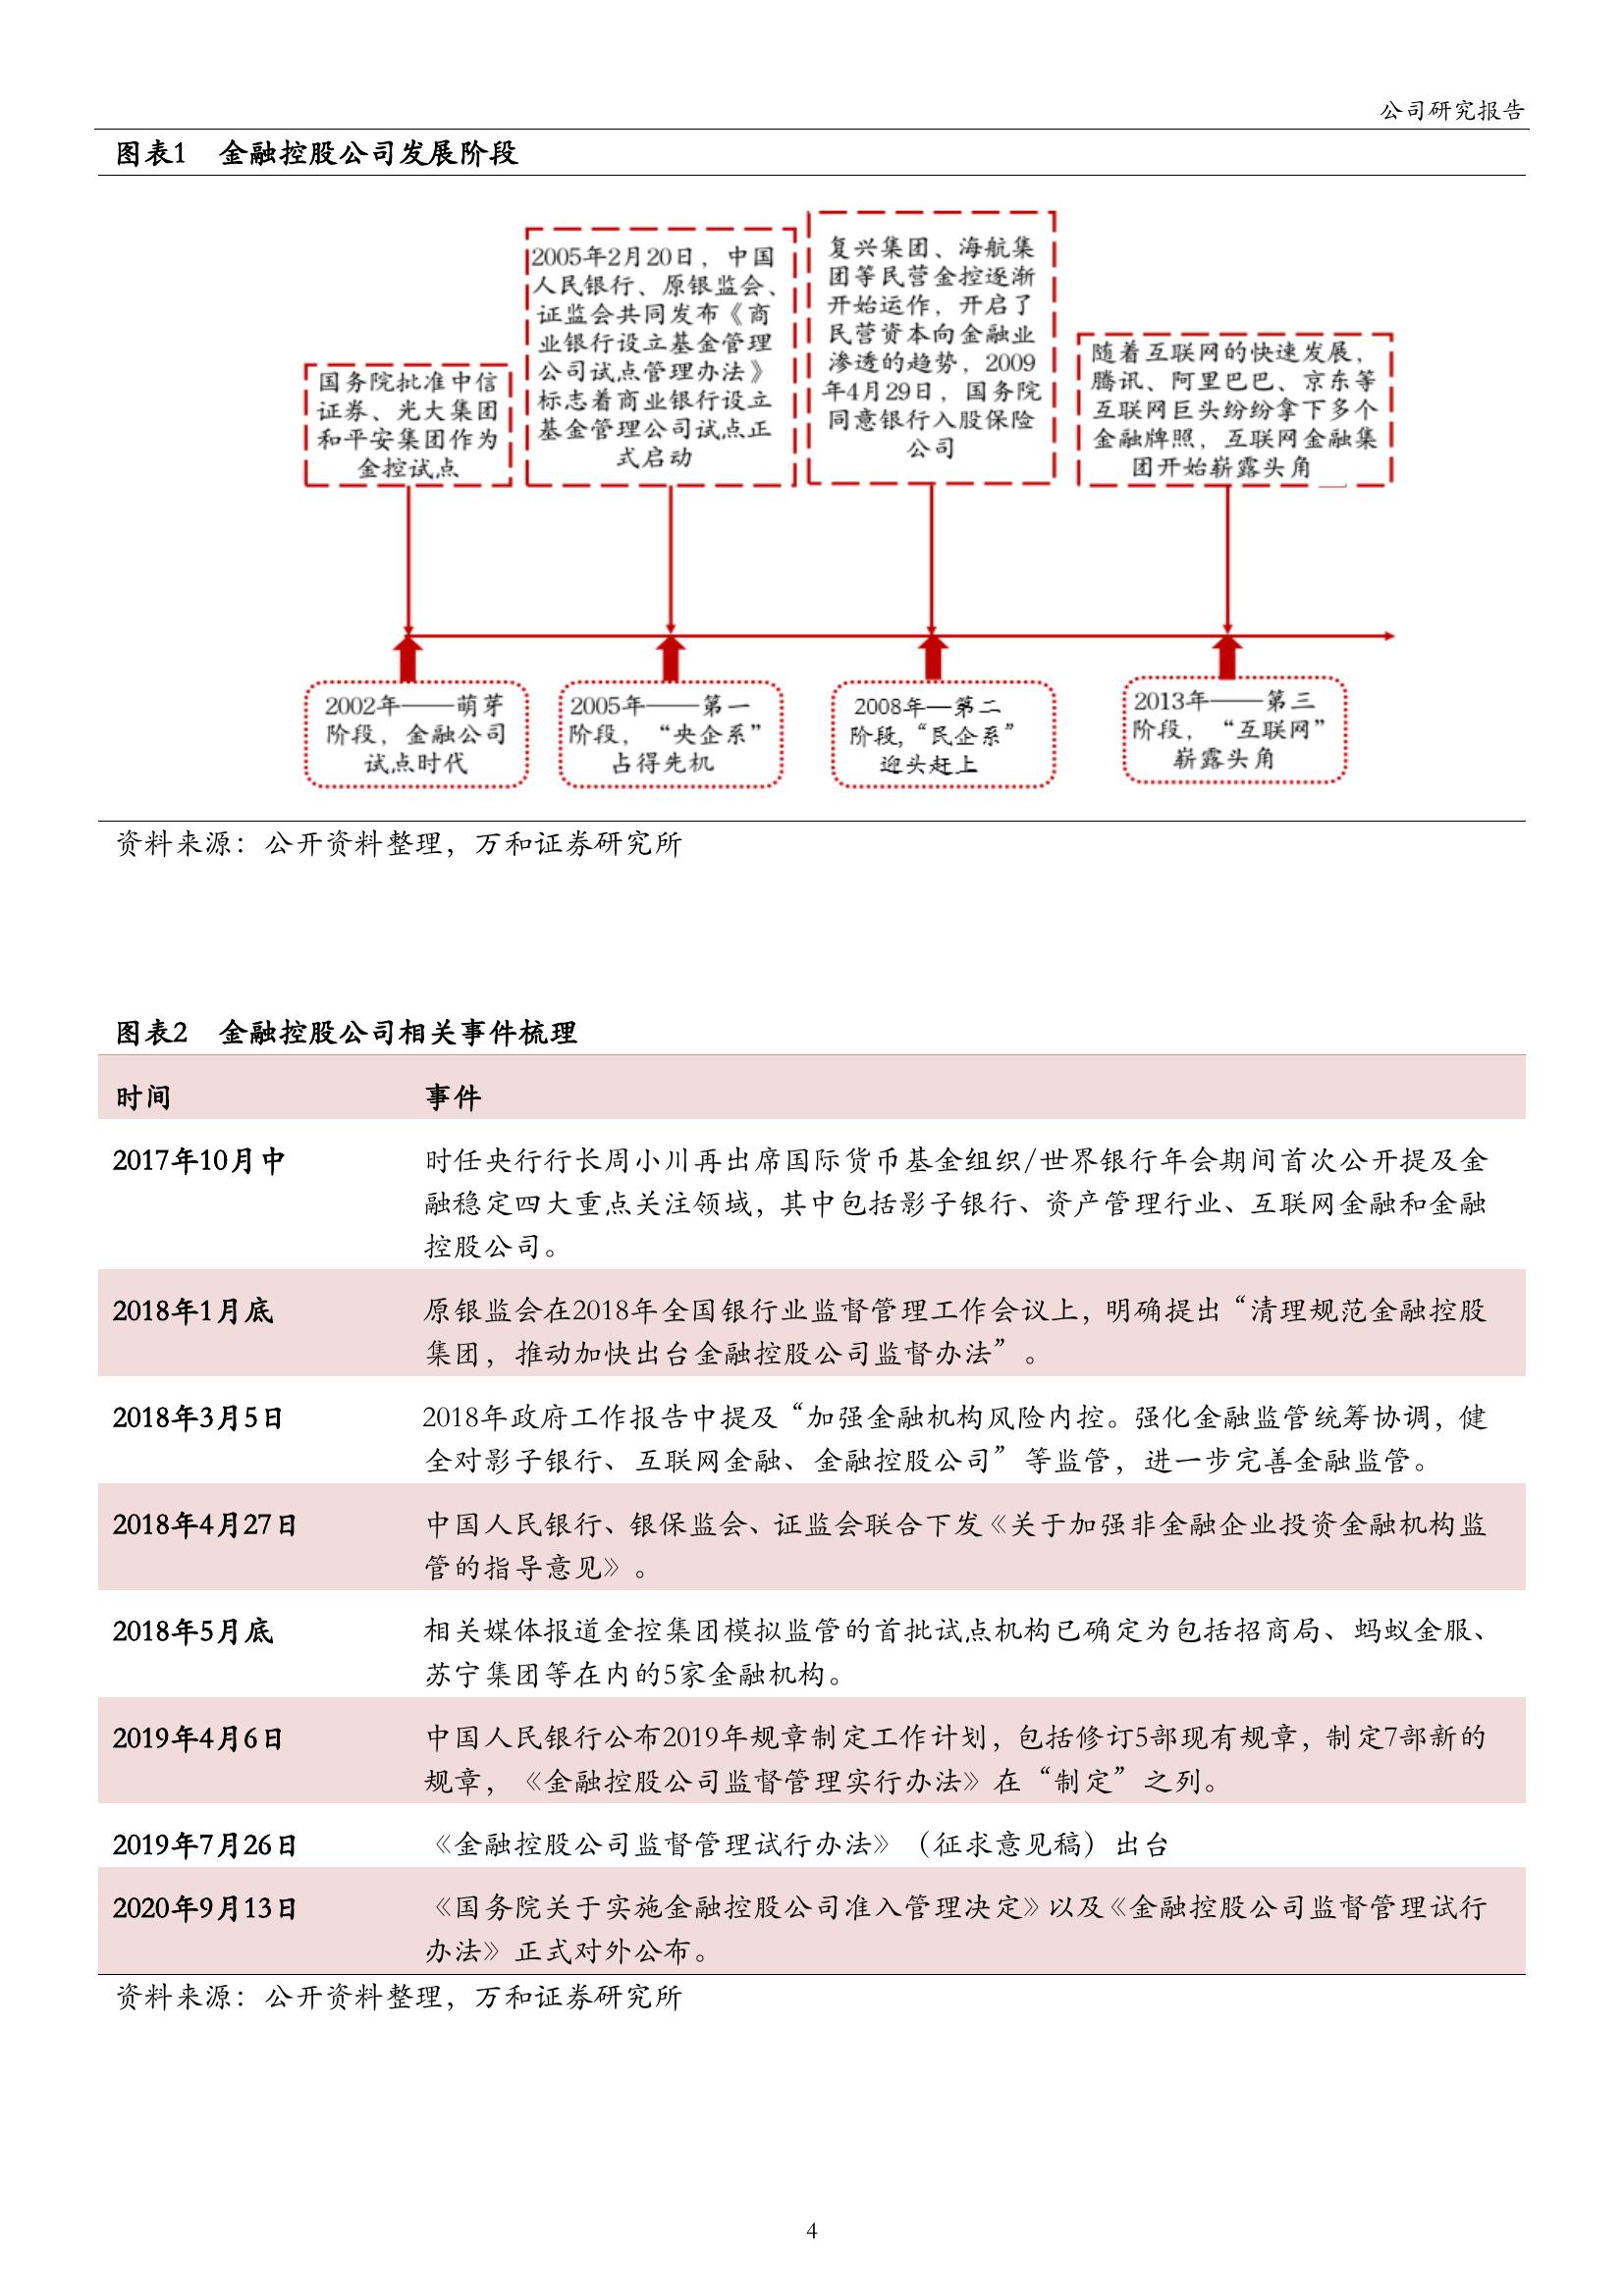 公司研究报告
图表1 金融控股公司发展阶段
国务院批准中信
证券、光大集团
和平安集团作为
金控试点
2005年2月20日，中国
人民银行、原银监会、
证监会共同发布《商
业银行设立基金管理
公司试点管理办法》
标志着商业银行设立
基金管理公司试点正
式启动
复兴集团、海航集
团等民营金控逐渐
开始运作，开启了
民营资本向金融业
渗透的趋势，2009
年4月29日，国务院
同意银行入股保险
公司
随着互联网的快速发展，
腾讯、阿里巴巴、京东等
互联网巨头纷纷拿下多个
金融牌照，互联网金融集
团开始崭露头角
2002年——萌芽
阶段，金融公司
试点时代
2005年——第一
阶段，“央企系”
占得先机
2008年—第二
阶段，“民企系”
迎头赶上
2013年——第三
阶段，“互联网”
崭露头角
资料来源：公开资料整理，万和证券研究所
图表2 金融控股公司相关事件梳理
时间 事件
2017年10月中 时任央行行长周小川再出席国际货币基金组织/世界银行年会期间首次公开提及金
融稳定四大重点关注领域，其中包括影子银行、资产管理行业、互联网金融和金融
控股公司。
2018年1月底 原银监会在2018年全国银行业监督管理工作会议上，明确提出“清理规范金融控股
集团，推动加快出台金融控股公司监督办法”。
2018年3月5日 2018年政府工作报告中提及“加强金融机构风险内控。强化金融监管统筹协调，健
全对影子银行、互联网金融、金融控股公司”等监管，进一步完善金融监管。
2018年4月27日 中国人民银行、银保监会、证监会联合下发《关于加强非金融企业投资金融机构监
管的指导意见》。
2018年5月底 相关媒体报道金控集团模拟监管的首批试点机构已确定为包括招商局、蚂蚁金服、
苏宁集团等在内的5家金融机构。
2019年4月6日 中国人民银行公布2019年规章制定工作计划，包括修订5部现有规章，制定7部新的
规章，《金融控股公司监督管理实行办法》在“制定”之列。
2019年7月26日 《金融控股公司监督管理试行办法》（征求意见稿）出台
2020年9月13日 《国务院关于实施金融控股公司准入管理决定》以及《金融控股公司监督管理试行
办法》正式对外公布。
资料来源：公开资料整理，万和证券研究所
4